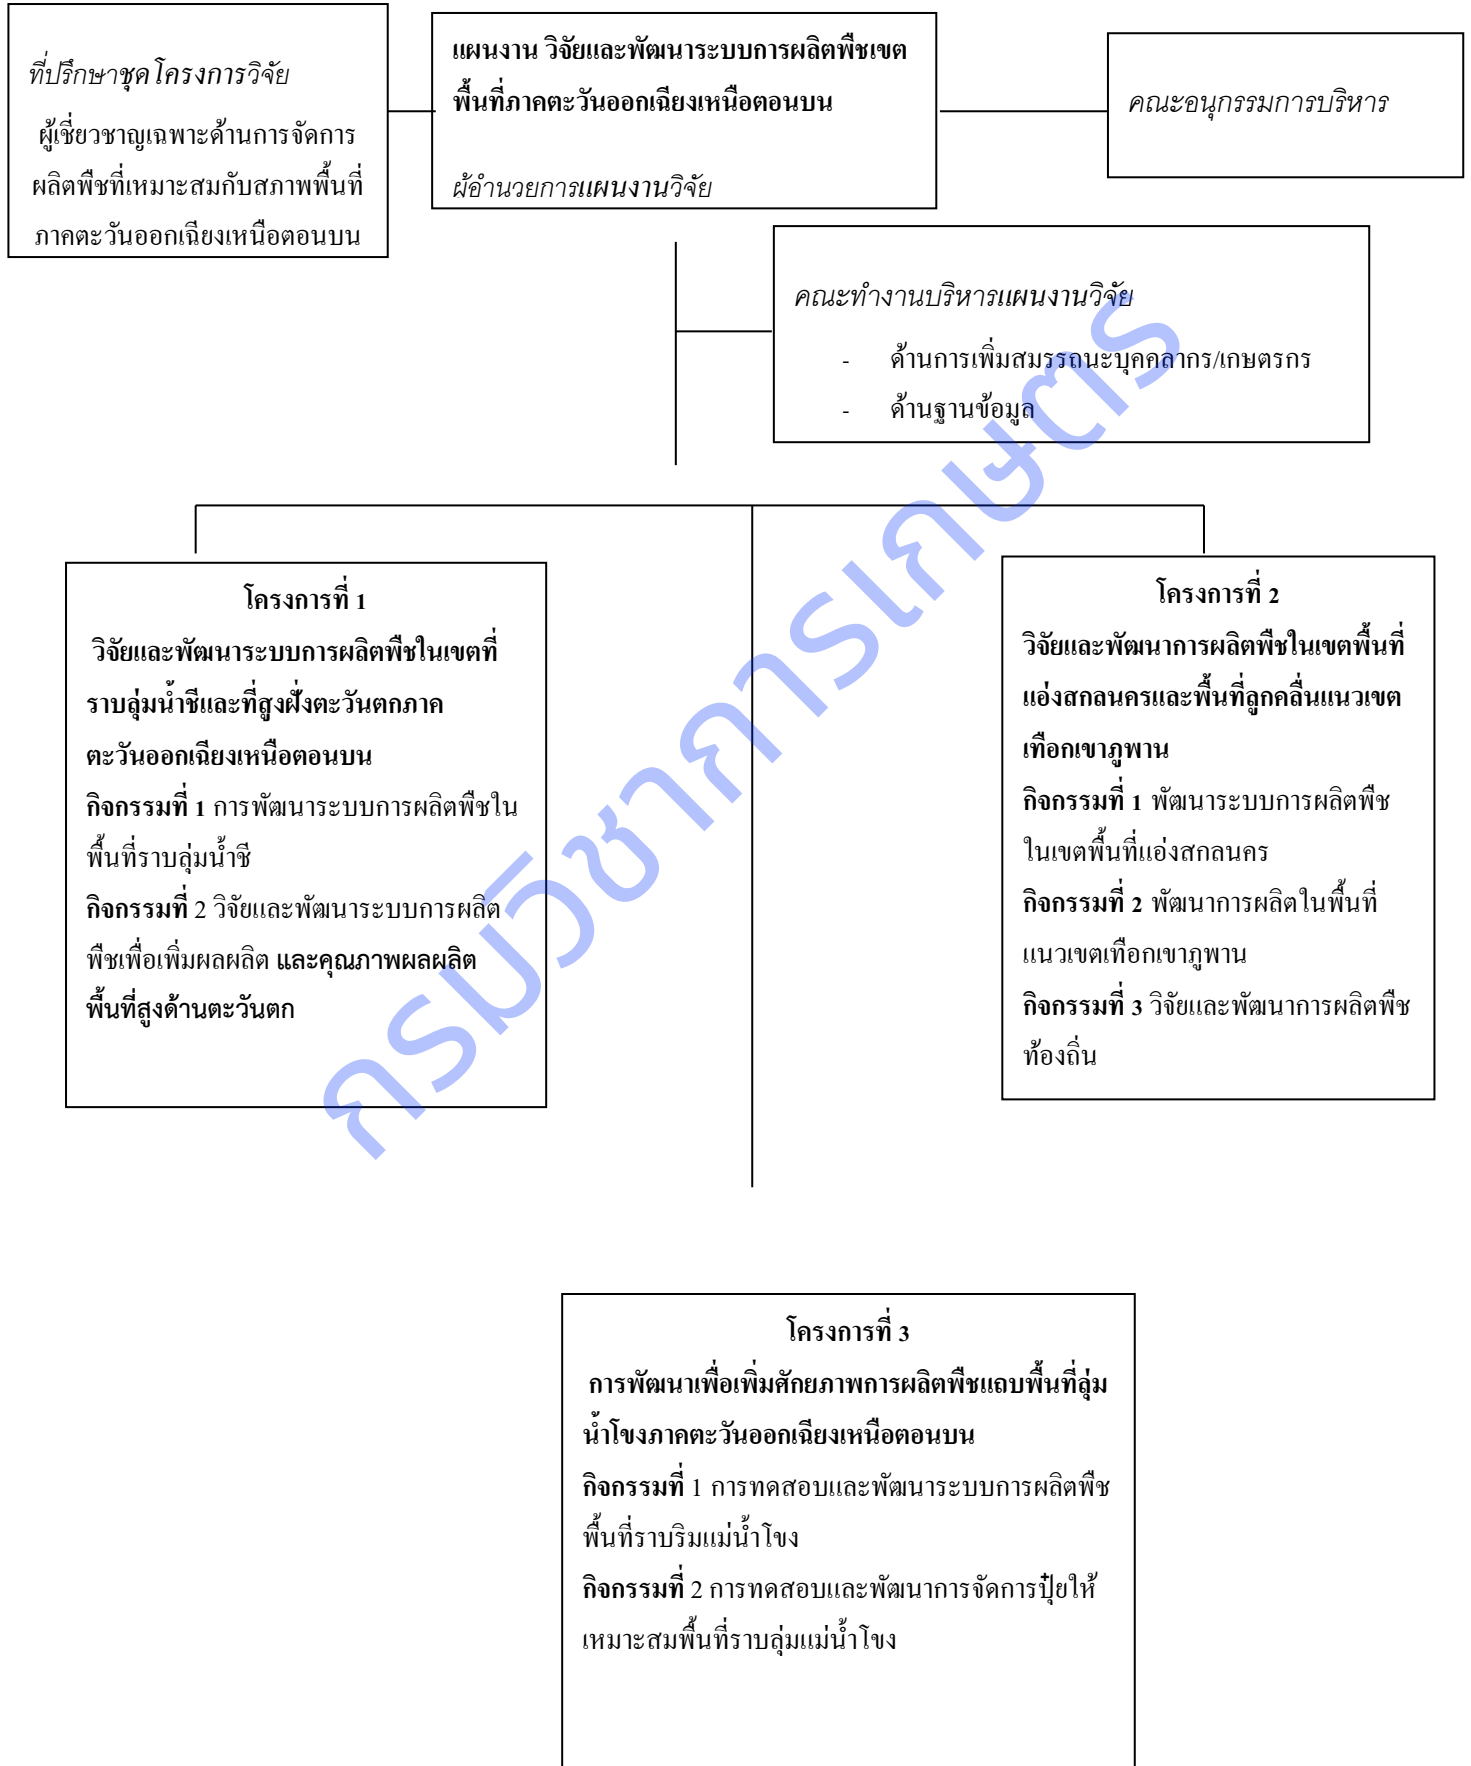 ที่ปรึกษาชุดโครงการวิจัย
ผู้เชี่ยวชาญเฉพาะด้านการจัดการ
ผลิตพืชที่เหมาะสมกับสภาพพื้นที่
ภาคตะวันออกเฉียงเหนือตอนบน
แผนงาน วิจัยและพัฒนาระบบการผลิตพืชเขต
พื้นที่ภาคตะวันออกเฉียงเหนือตอนบน
ผู้อำนวยการแผนงานวิจัย
คณะอนุกรรมการบริหาร
คณะทำงานบริหารแผนงานวิจัย
- ด้านการเพิ่มสมรรถนะบุคคลากร/เกษตรกร
- ด้านฐานข้อมูล
โครงการที่ 1
วิจัยและพัฒนาระบบการผลิตพืชในเขตที่
ราบลุ่มน้ำชีและที่สูงฝั่งตะวันตกภาค
ตะวันออกเฉียงเหนือตอนบน
กิจกรรมที่ 1 การพัฒนาระบบการผลิตพืชใน
พื้นที่ราบลุ่มน้ำชี
กิจกรรมที่ 2 วิจัยและพัฒนาระบบการผลิต
พืชเพื่อเพิ่มผลผลิต และคุณภาพผลผลิต
พื้นที่สูงด้านตะวันตก
โครงการที่ 2
วิจัยและพัฒนาการผลิตพืชในเขตพื้นที่
แอ่งสกลนครและพื้นที่ลูกคลื่นแนวเขต
เทือกเขาภูพาน
กิจกรรมที่ 1 พัฒนาระบบการผลิตพืช
ในเขตพื้นที่แอ่งสกลนคร
กิจกรรมที่ 2 พัฒนาการผลิตในพื้นที่
แนวเขตเทือกเขาภูพาน
กิจกรรมที่ 3 วิจัยและพัฒนาการผลิตพืช
ท้องถิ่น
โครงการที่ 3
การพัฒนาเพื่อเพิ่มศักยภาพการผลิตพืชแถบพื้นที่ลุ่ม
น้ำโขงภาคตะวันออกเฉียงเหนือตอนบน
กิจกรรมที่ 1 การทดสอบและพัฒนาระบบการผลิตพืช
พื้นที่ราบริมแม่น้ำโขง
กิจกรรมที่ 2 การทดสอบและพัฒนาการจัดการปุ๋ยให้
เหมาะสมพื้นที่ราบลุ่มแม่น้ำโขง
กรมวิชาการเกษตร